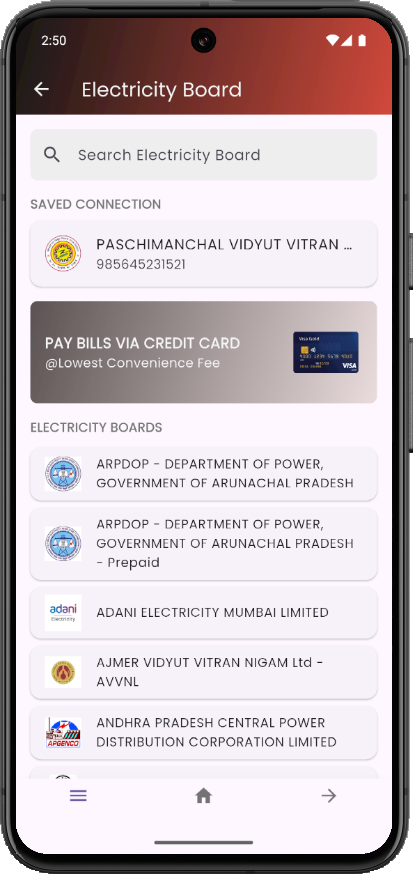 2:50
Electricity Board
Search Electricity Board
SAVED CONNECTION
PASCHIMANCHAL VIDYUT VITRAN ...
985645231521
PAY BILLS VIA CREDIT CARD
@Lowest Convenience Fee
Visa Gold
VISA
ELECTRICITY BOARDS
ARPDOP - DEPARTMENT OF POWER,
GOVERNMENT OF ARUNACHAL PRADESH
ARPDOP - DEPARTMENT OF POWER,
GOVERNMENT OF ARUNACHAL PRADESH
- Prepaid
adani
Electricity
ADANI ELECTRICITY MUMBAI LIMITED
AJMER VIDYUT VITRAN NIGAM Ltd -
AVVNL
APGENCO
ANDHRA PRADESH CENTRAL POWER
DISTRIBUTION CORPORATION LIMITED